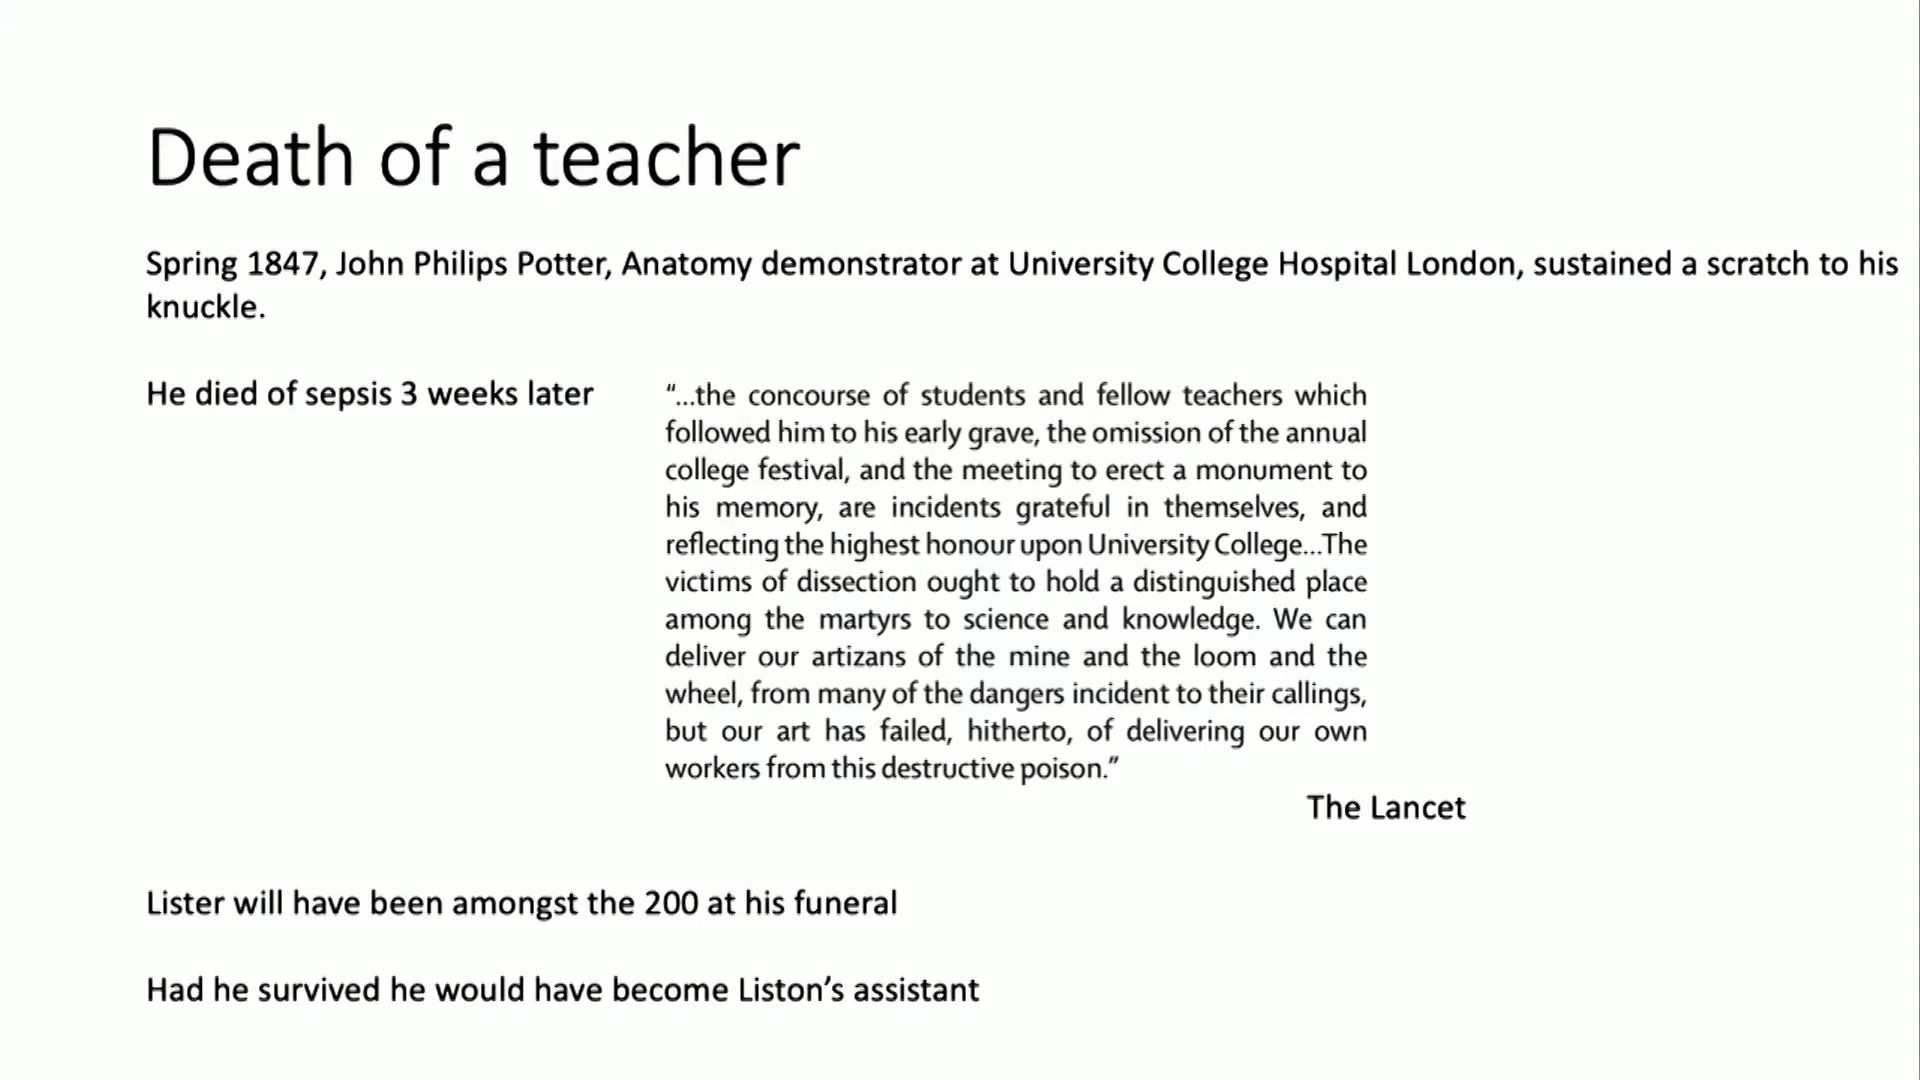 Death of a teacher
Spring 1847, John Philips Potter, Anatomy demonstrator at University College Hospital London, sustained a scratch to his
knuckle.
He died of sepsis 3 weeks later
“...the concourse of students and fellow teachers which
followed him to his early grave, the omission of the annual
college festival, and the meeting to erect a monument to
his memory, are incidents grateful in themselves, and
reflecting the highest honour upon University College...The
victims of dissection ought to hold a distinguished place
among the martyrs to science and knowledge. We can
deliver our artizans of the mine and the loom and the
wheel, from many of the dangers incident to their callings,
but our art has failed, hitherto, of delivering our own
workers from this destructive poison.”
The Lancet
Lister will have been amongst the 200 at his funeral
Had he survived he would have become Liston’s assistant